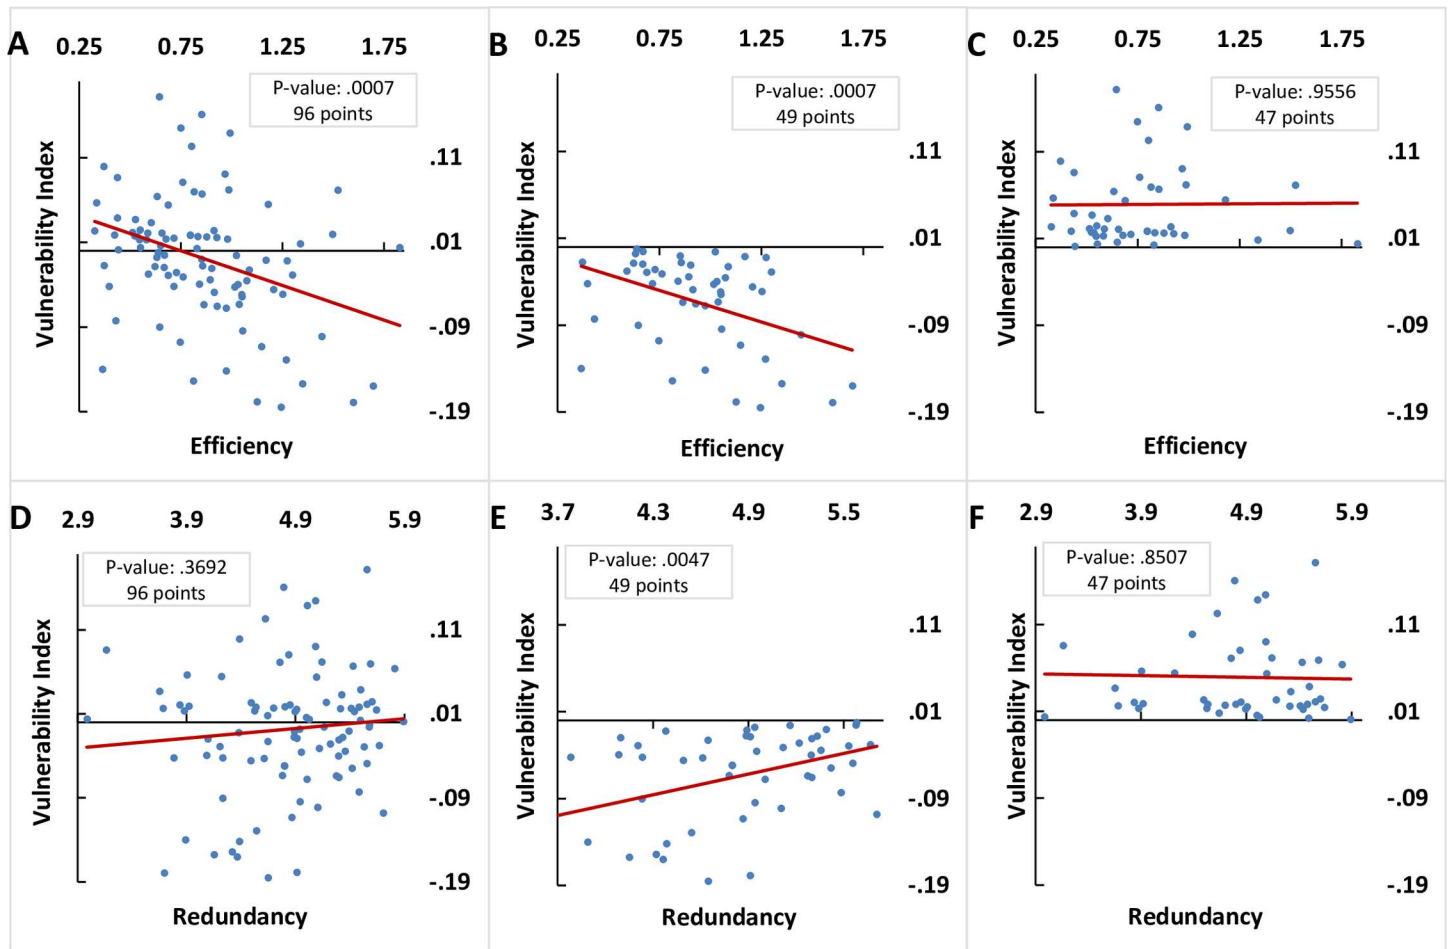 A
0.25 0.75 1.25 1.75
P-value: .0007
96 points
Vulnerability Index
.11
.01
-.09
-.19
Efficiency
B
0.25 0.75 1.25 1.75
P-value: .0007
49 points
Vulnerability Index
.11
.01
-.09
-.19
Efficiency
C
0.25 0.75 1.25 1.75
P-value: .9556
47 points
Vulnerability Index
.11
.01
-.09
-.19
Efficiency
D
2.9 3.9 4.9 5.9
P-value: .3692
96 points
Vulnerability Index
.11
.01
-.09
-.19
Redundancy
E
3.7 4.3 4.9 5.5
P-value: .0047
49 points
Vulnerability Index
.11
.01
-.09
-.19
Redundancy
F
2.9 3.9 4.9 5.9
P-value: .8507
47 points
Vulnerability Index
.11
.01
-.09
-.19
Redundancy